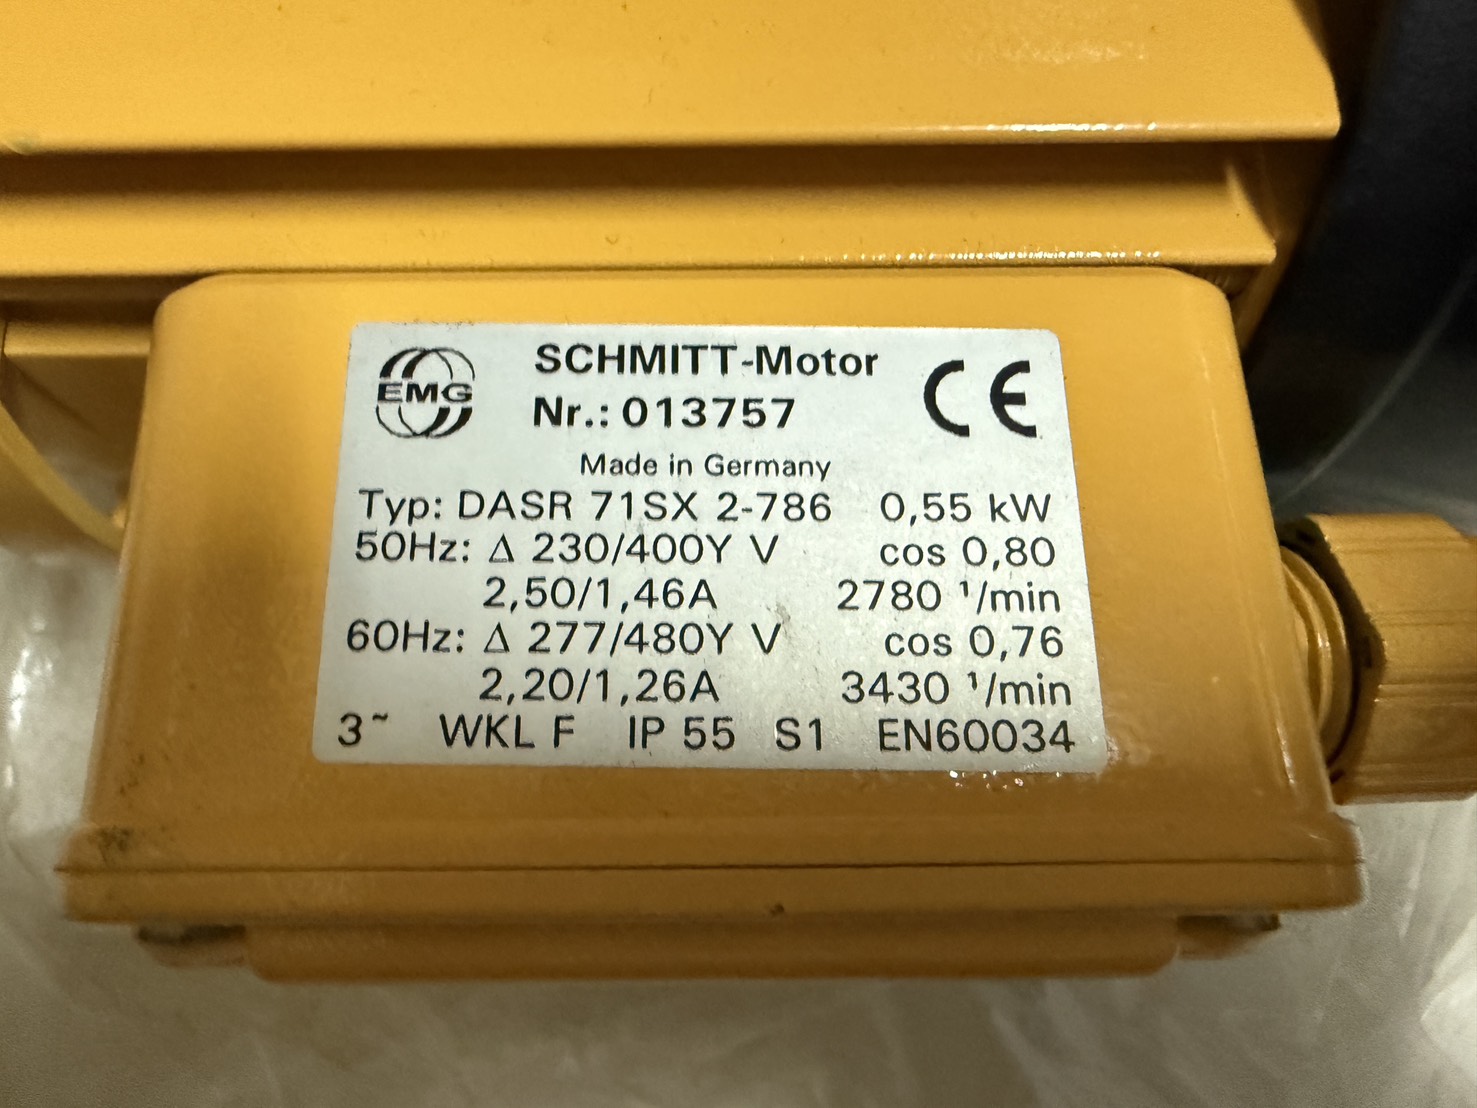 EMG
SCHMITT-Motor
CE
Nr.: 013757
Made in Germany
Typ: DASR 71SX 2-786 0,55 kW
50Hz: Δ 230/400Y V cos 0,80
2,50/1,46A 2780 ¹/min
60Hz: Δ 277/480Y V cos 0,76
2,20/1,26A 3430 ¹/min
3~ WKL F IP 55 S1 EN60034